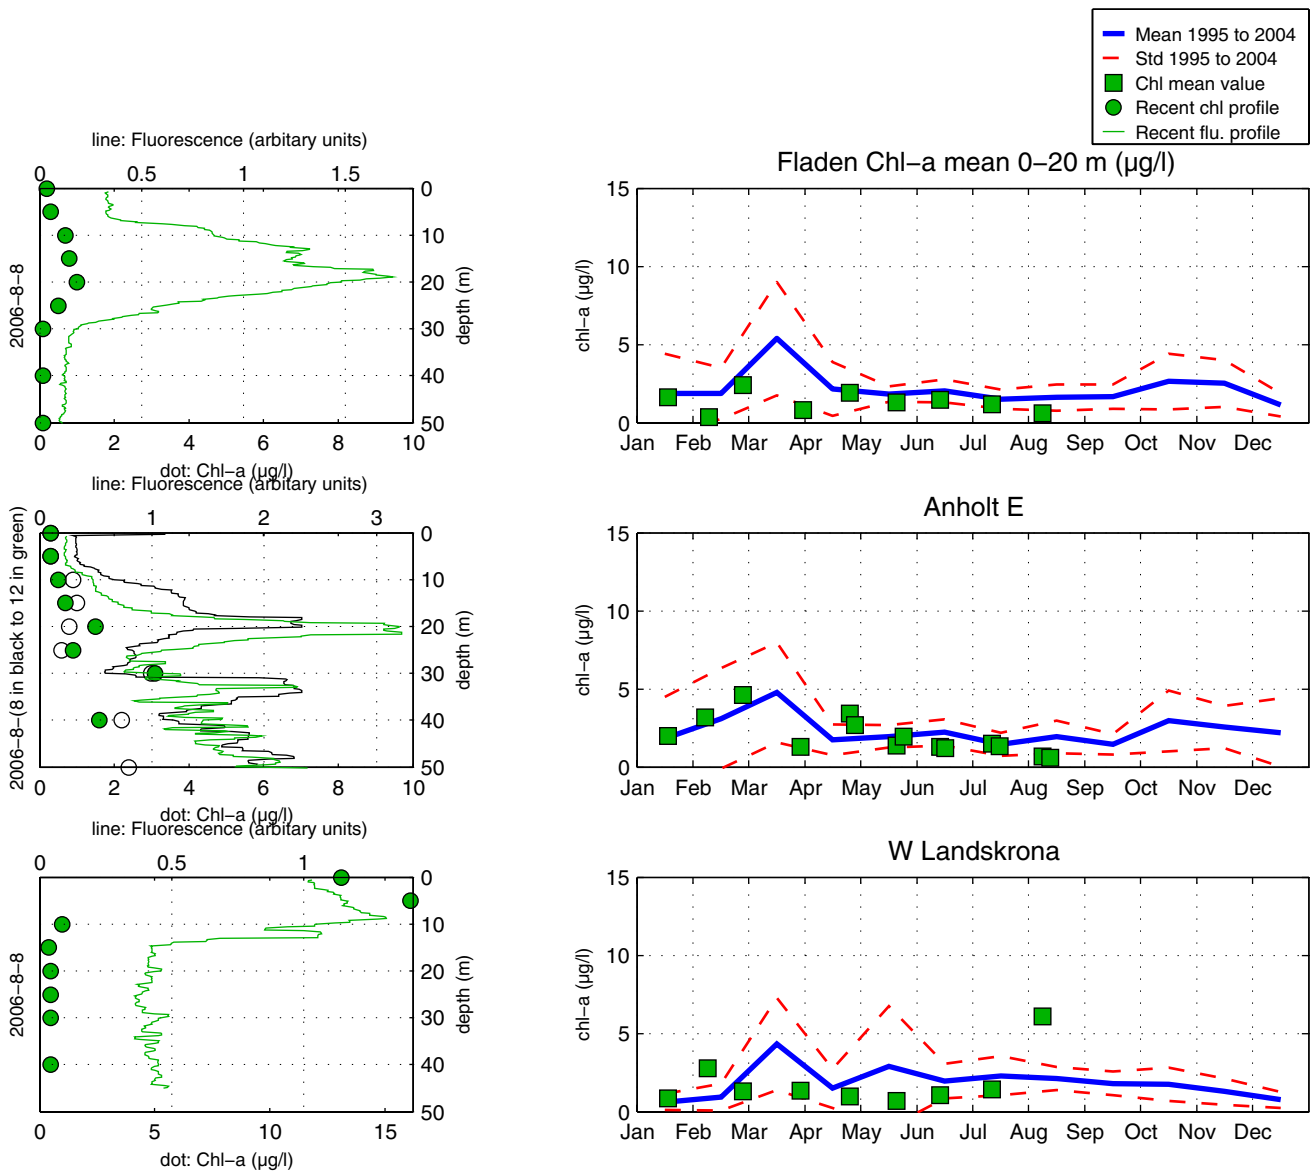 Mean 1995 to 2004
Std 1995 to 2004
Chl mean value
Recent chl profile
Recent flu. profile
line: Fluorescence (arbitary units)
0 0.5 1 1.5
2006−8−8
0
10
20
30
40
50
depth (m)
0 2 4 6 8 10
dot: Chl−a (µg/l)
Fladen Chl−a mean 0−20 m (µg/l)
chl−a (µg/l)
15
10
5
0
Jan Feb Mar Apr May Jun Jul Aug Sep Oct Nov Dec
line: Fluorescence (arbitary units)
0 1 2 3
2006−8−(8 in black to 12 in green)
0
10
20
30
40
50
depth (m)
0 2 4 6 8 10
dot: Chl−a (µg/l)
Anholt E
chl−a (µg/l)
15
10
5
0
Jan Feb Mar Apr May Jun Jul Aug Sep Oct Nov Dec
line: Fluorescence (arbitary units)
0 0.5 1
2006−8−8
0
10
20
30
40
50
depth (m)
0 5 10 15
dot: Chl−a (µg/l)
W Landskrona
chl−a (µg/l)
15
10
5
0
Jan Feb Mar Apr May Jun Jul Aug Sep Oct Nov Dec